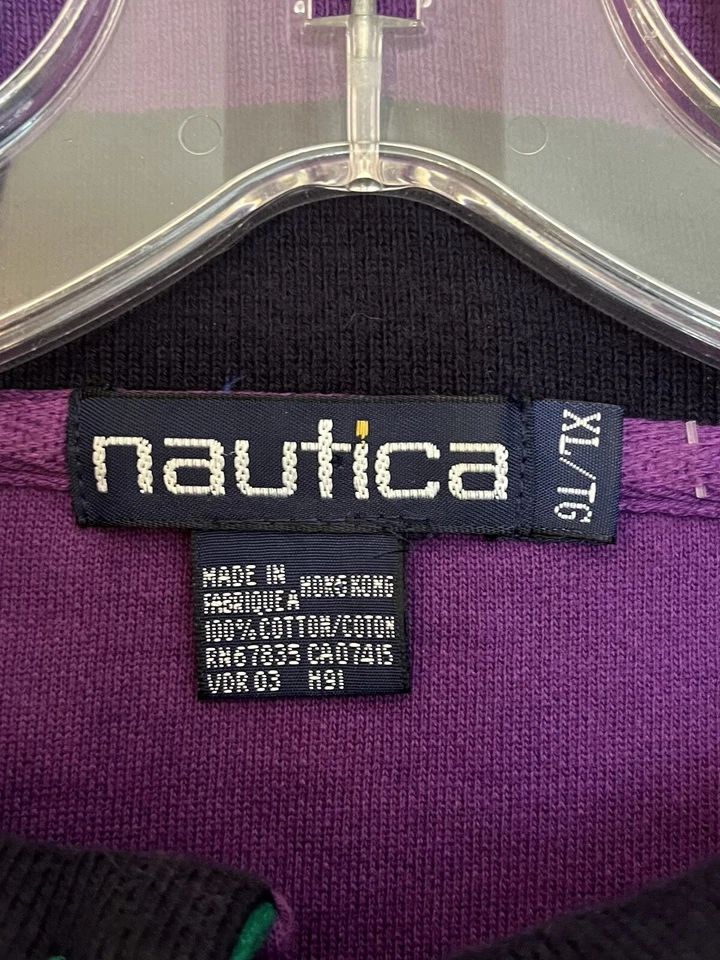 nautica
XL/TG
MADE IN
FABRIQUE A HONG KONG
100% COTTON/COTON
RN67835 CA07415
VDR 03 H91